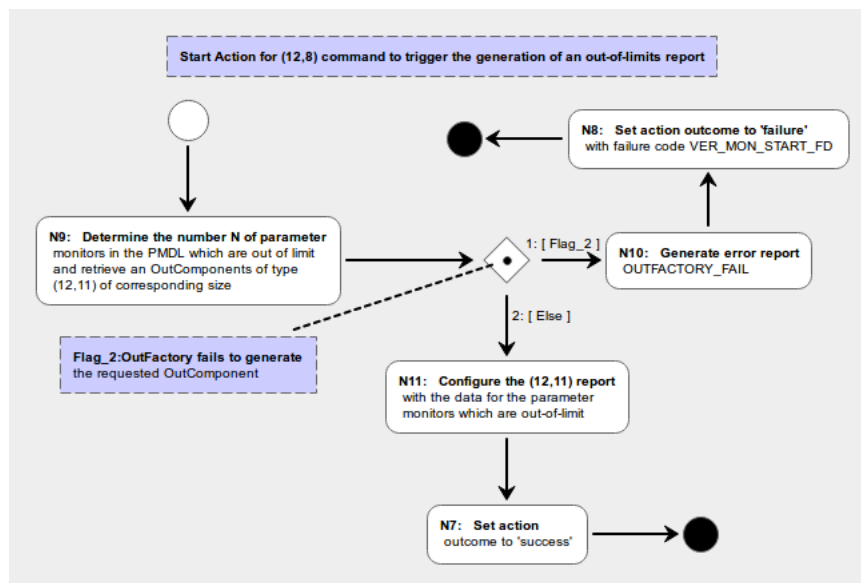 Start Action for (12,8) command to trigger the generation of an out-of-limits report
N8: Set action outcome to 'failure'
with failure code VER_MON_START_FD
N9: Determine the number N of parameter
monitors in the PMDL which are out of limit
and retrieve an OutComponents of type
(12,11) of corresponding size
1: [ Flag_2 ]
N10: Generate error report
OUTFACTORY_FAIL
2: [ Else ]
Flag_2:OutFactory fails to generate
the requested OutComponent
N11: Configure the (12,11) report
with the data for the parameter
monitors which are out-of-limit
N7: Set action
outcome to 'success'